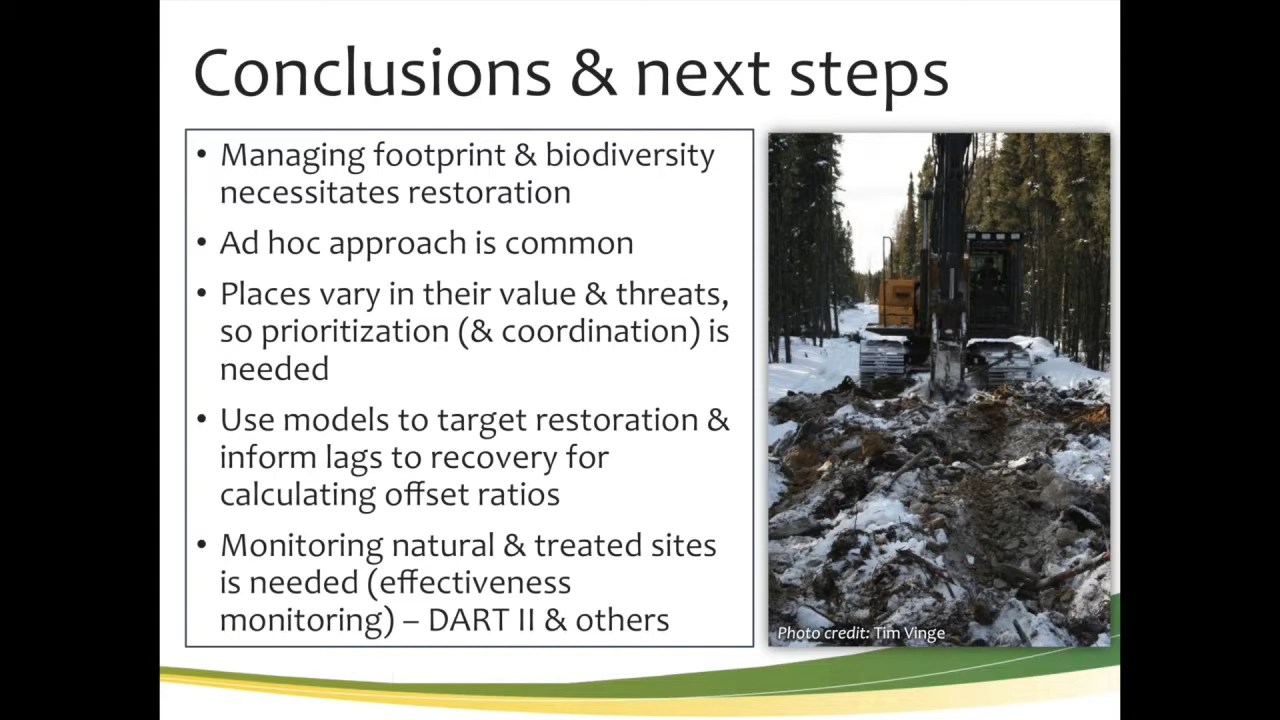 Conclusions & next steps
• Managing footprint & biodiversity
necessitates restoration
• Ad hoc approach is common
• Places vary in their value & threats,
so prioritization (& coordination) is
needed
• Use models to target restoration &
inform lags to recovery for
calculating offset ratios
• Monitoring natural & treated sites
is needed (effectiveness
monitoring) – DART II & others
Photo credit: Tim Vinge